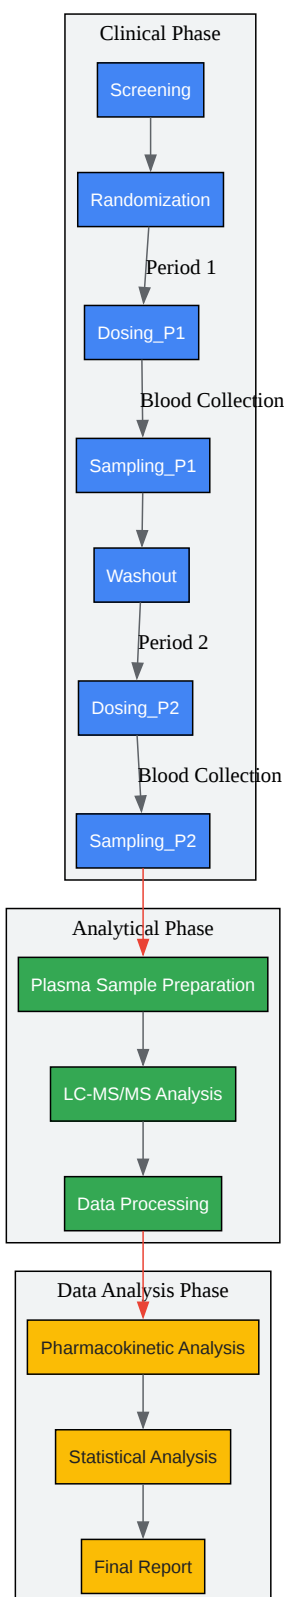 Clinical Phase
Screening
Randomization
Period 1
Dosing_P1
Blood Collection
Sampling_P1
Washout
Period 2
Dosing_P2
Blood Collection
Sampling_P2
Analytical Phase
Plasma Sample Preparation
LC-MS/MS Analysis
Data Processing
Data Analysis Phase
Pharmacokinetic Analysis
Statistical Analysis
Final Report